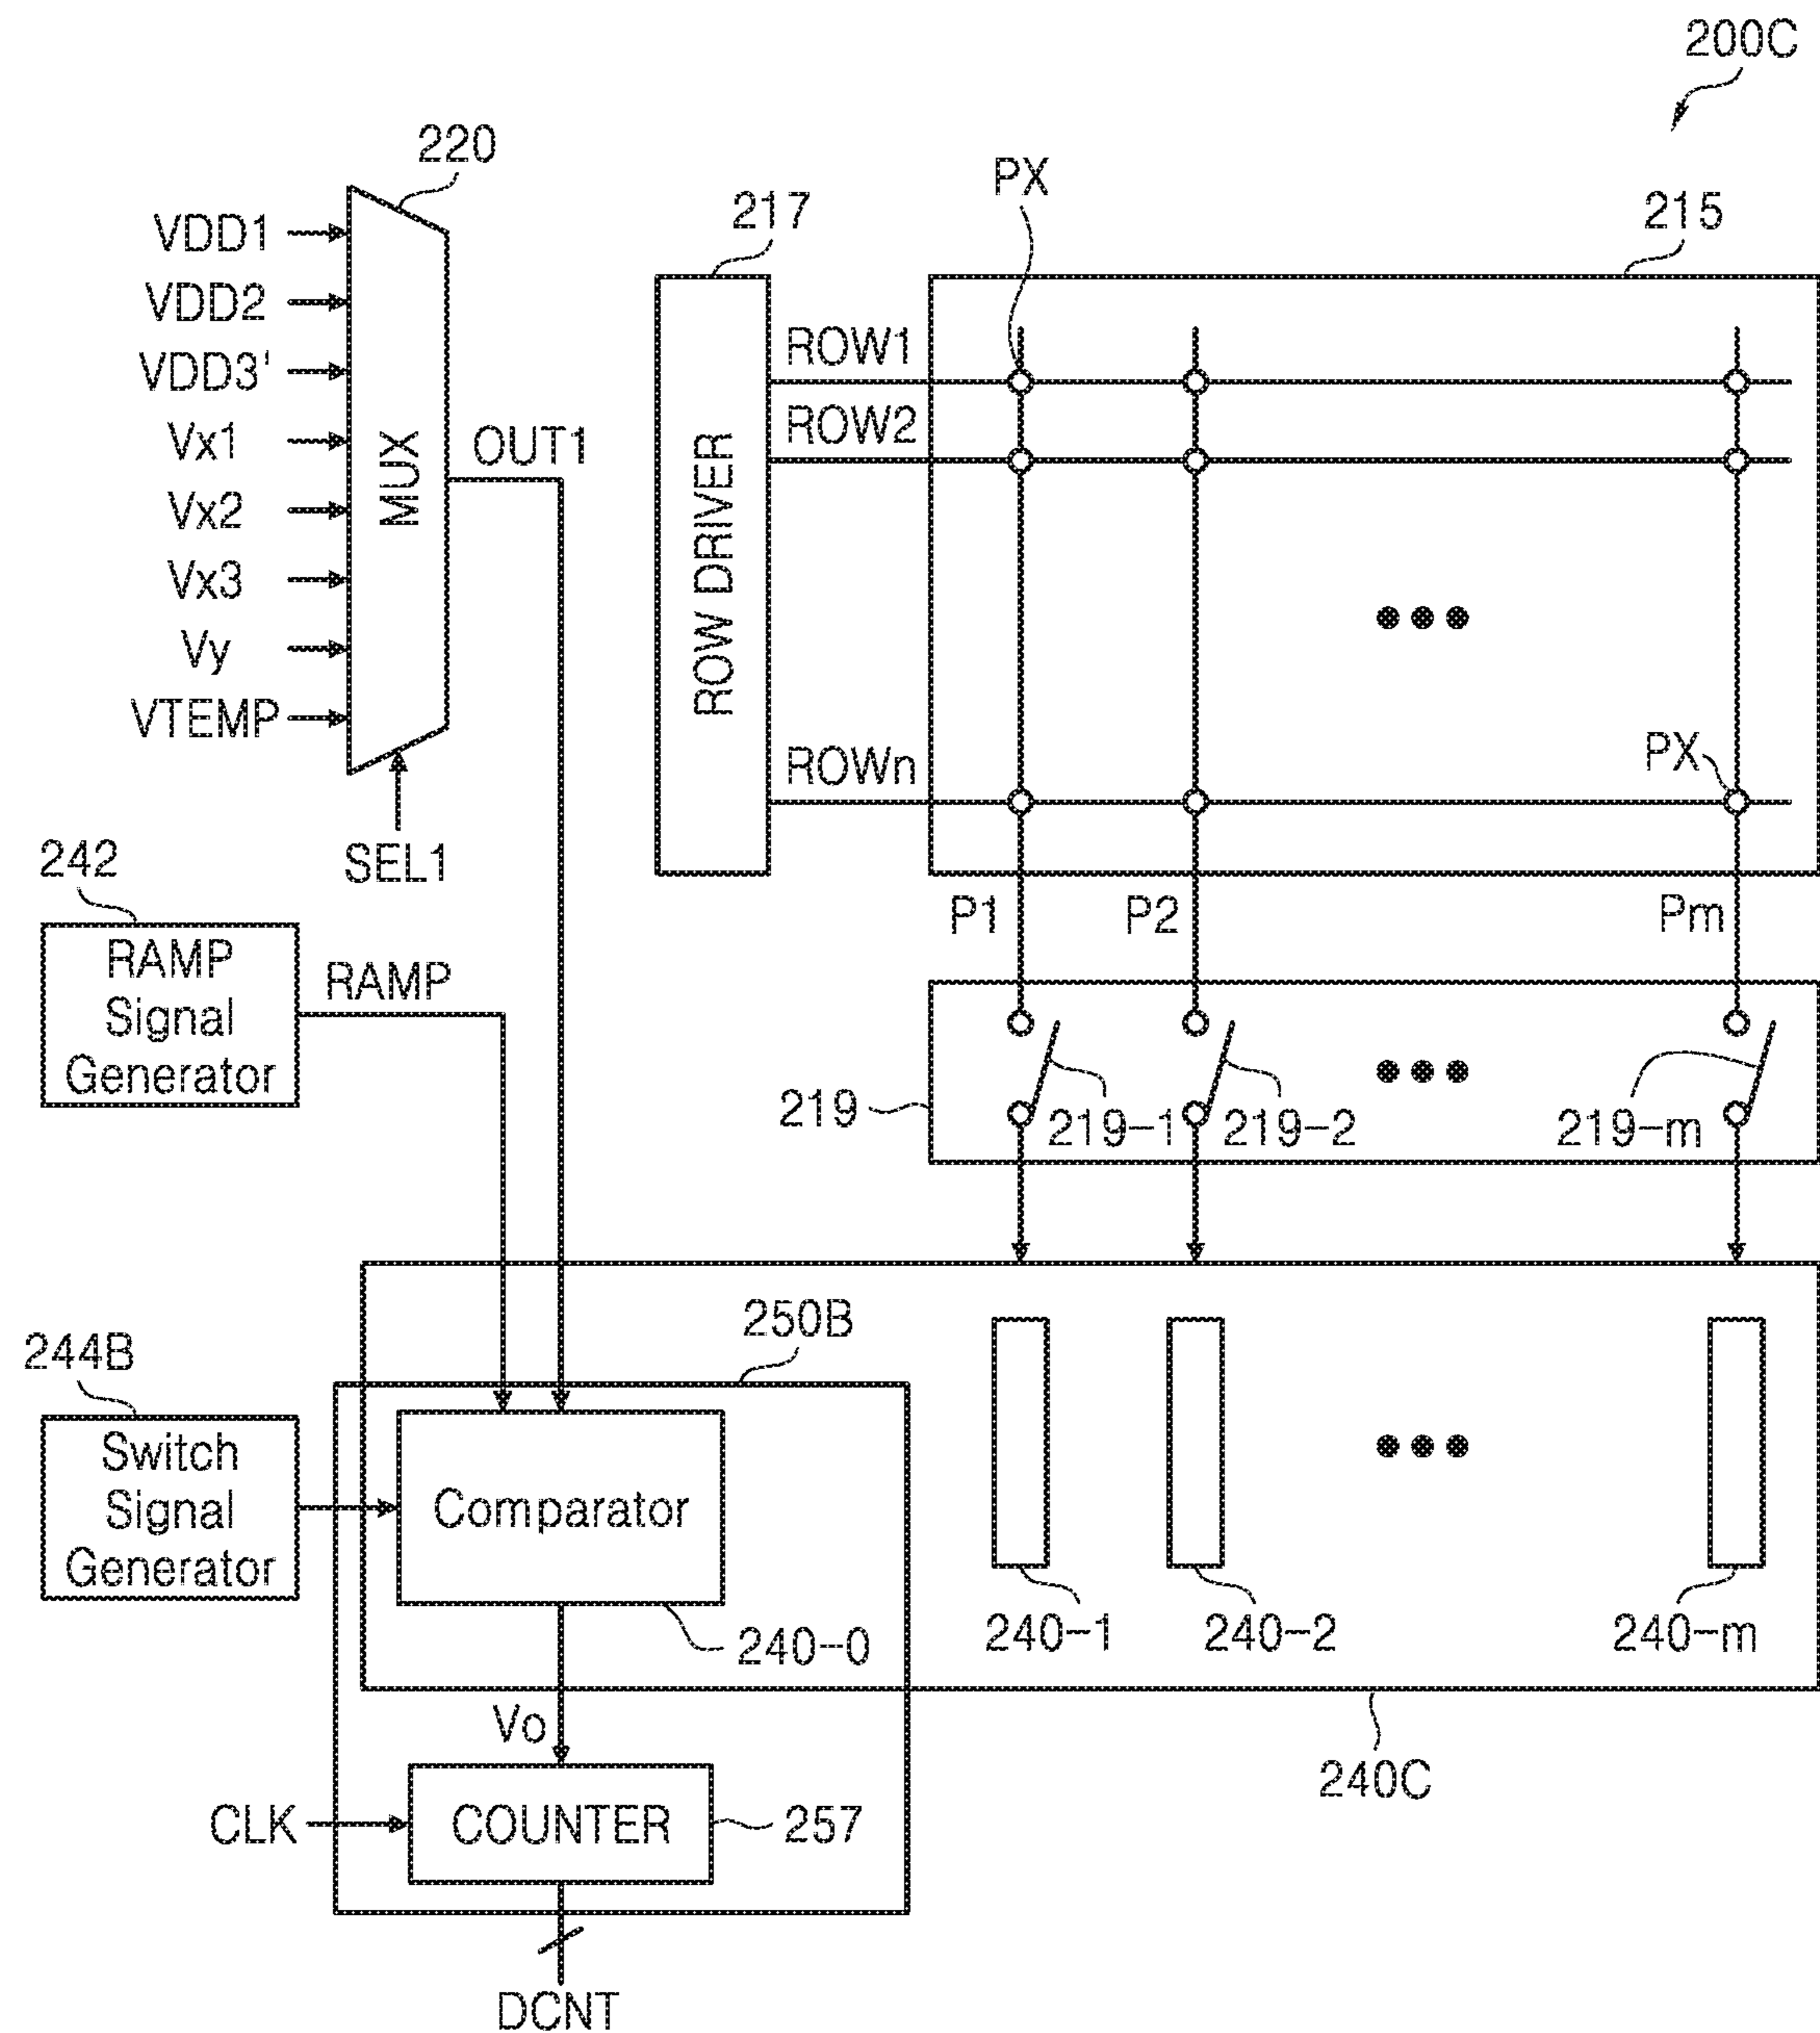 200C
220
PX
217
215
VDD1
VDD2
VDD3'
Vx1
Vx2
Vx3
Vy
VTEMP
MUX
OUT1
SEL1
ROW DRIVER
ROW1
ROW2
ROWn
PX
P1
P2
Pm
242
RAMP
Signal
Generator
RAMP
219
219-1
219-2
219-m
244B
Switch
Signal
Generator
250B
Comparator
240-0
240-1
240-2
240-m
240C
Vo
CLK
COUNTER
257
DCNT